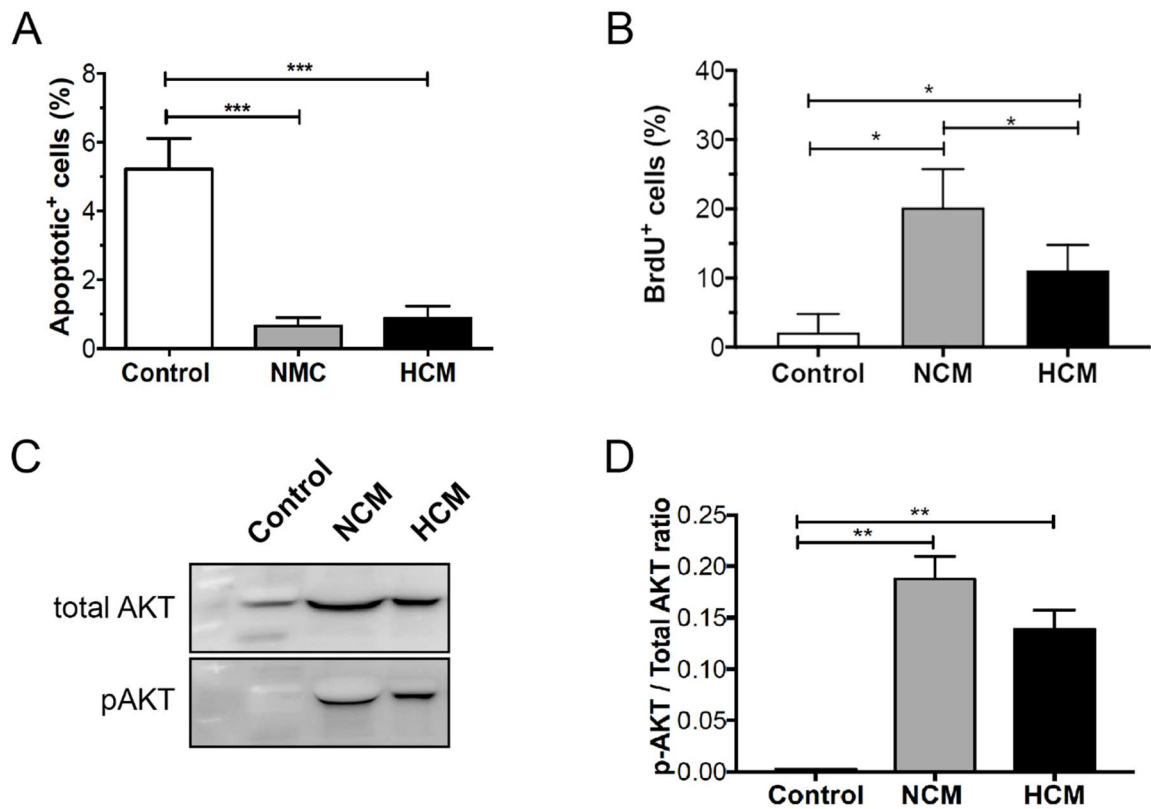 A
Apoptotic+ cells (%)
8
6
4
2
0
***
***
Control NMC HCM
B
BrdU+ cells (%)
40
30
20
10
0
*
*
*
Control NCM HCM
C
Control NCM HCM
total AKT
pAKT
D
p-AKT / Total AKT ratio
0.25
0.20
0.15
0.10
0.05
0.00
**
**
Control NCM HCM